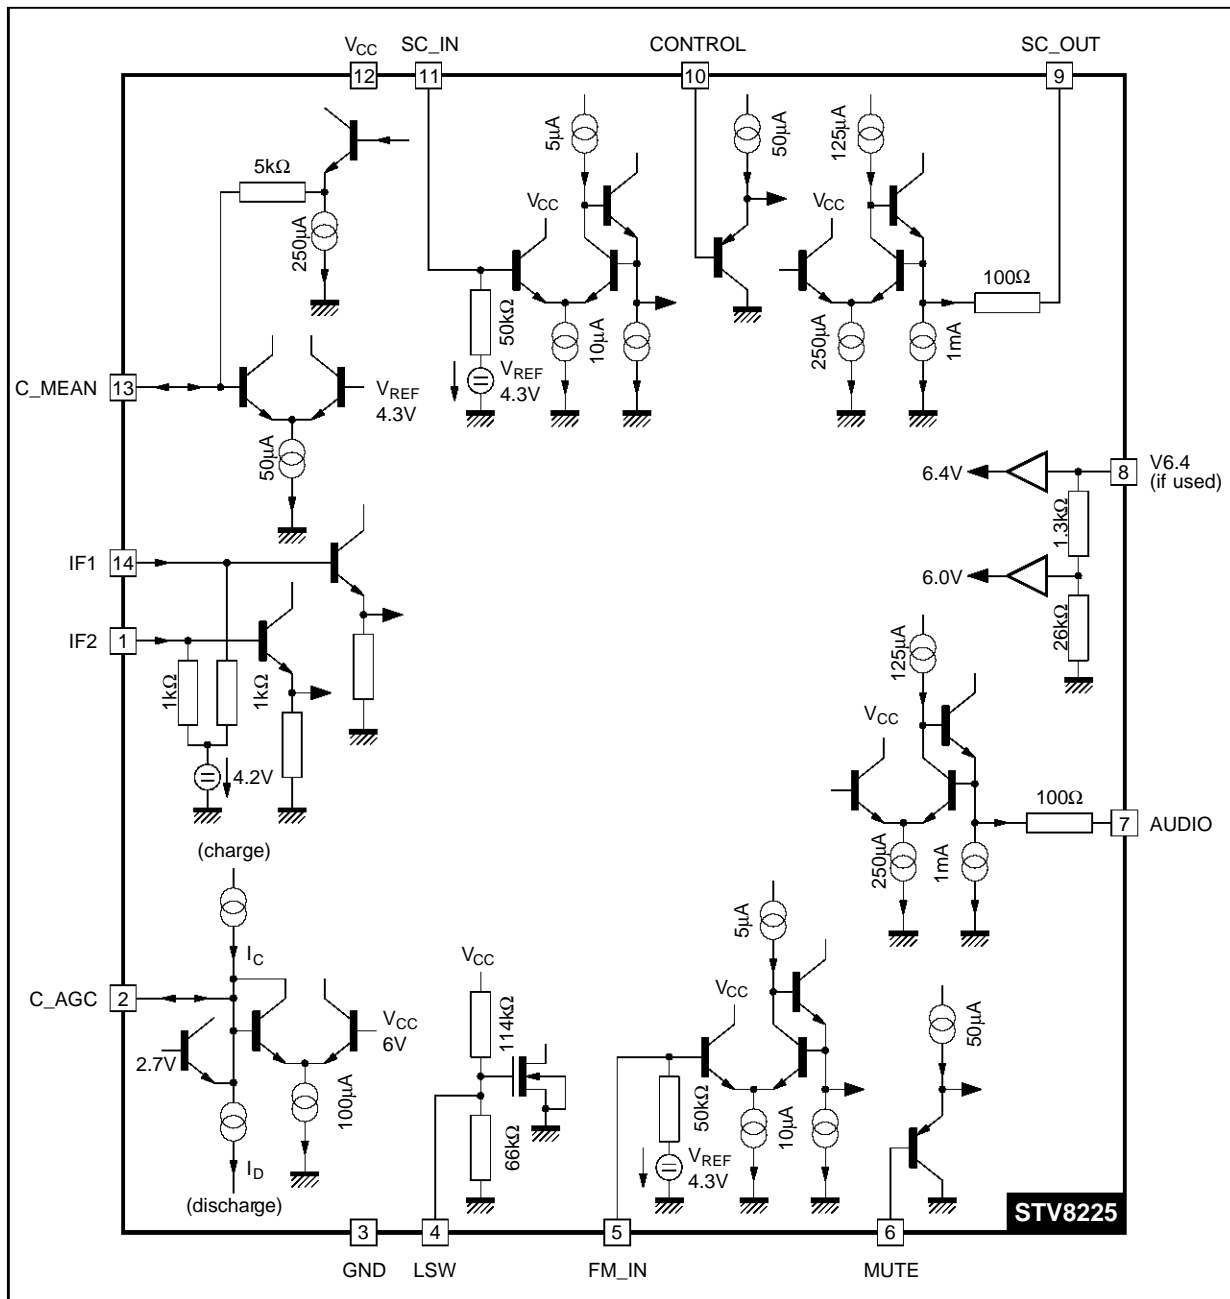 VCC SC_IN CONTROL SC_OUT
12 11 10 9
5kΩ
250µA
5µA
VCC
50kΩ
VREF
4.3V
10µA
50µA
125µA
VCC
250µA
1mA
100Ω
C_MEAN 13
VREF
4.3V
50µA
6.4V
8 V6.4
(if used)
1.3kΩ
6.0V
26kΩ
IF1 14
IF2 1
1kΩ
1kΩ
4.2V
125µA
VCC
250µA
1mA
100Ω
7 AUDIO
(charge)
IC
C_AGC 2
2.7V
VCC
6V
100µA
ID
(discharge)
VCC
114kΩ
66kΩ
5µA
VCC
50kΩ
VREF
4.3V
10µA
50µA
STV8225
3 4 5 6
GND LSW FM_IN MUTE